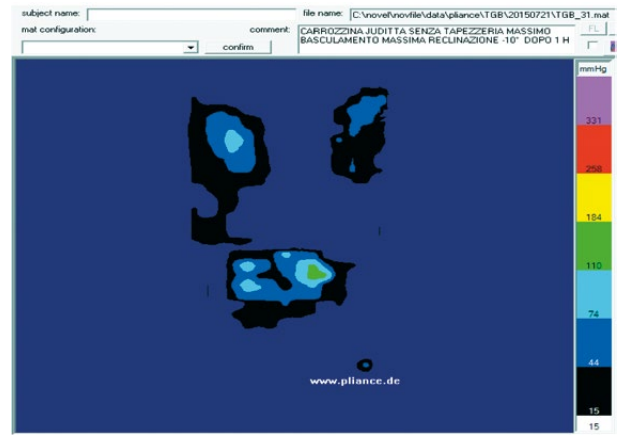 subject name:
file name: C:\novel\novfile\data\pliance\TGB\20150721\TGB_31.mat
mat configuration:
comment: CARROZZINA JUDITTA SENZA TAPEZZERIA MASSIMO
BASCULAMENTO MASSIMA RECLINAZIONE -10° DOPO 1 H
FL
confirm
mmHg
331
258
184
110
74
44
15
15
www.pliance.de